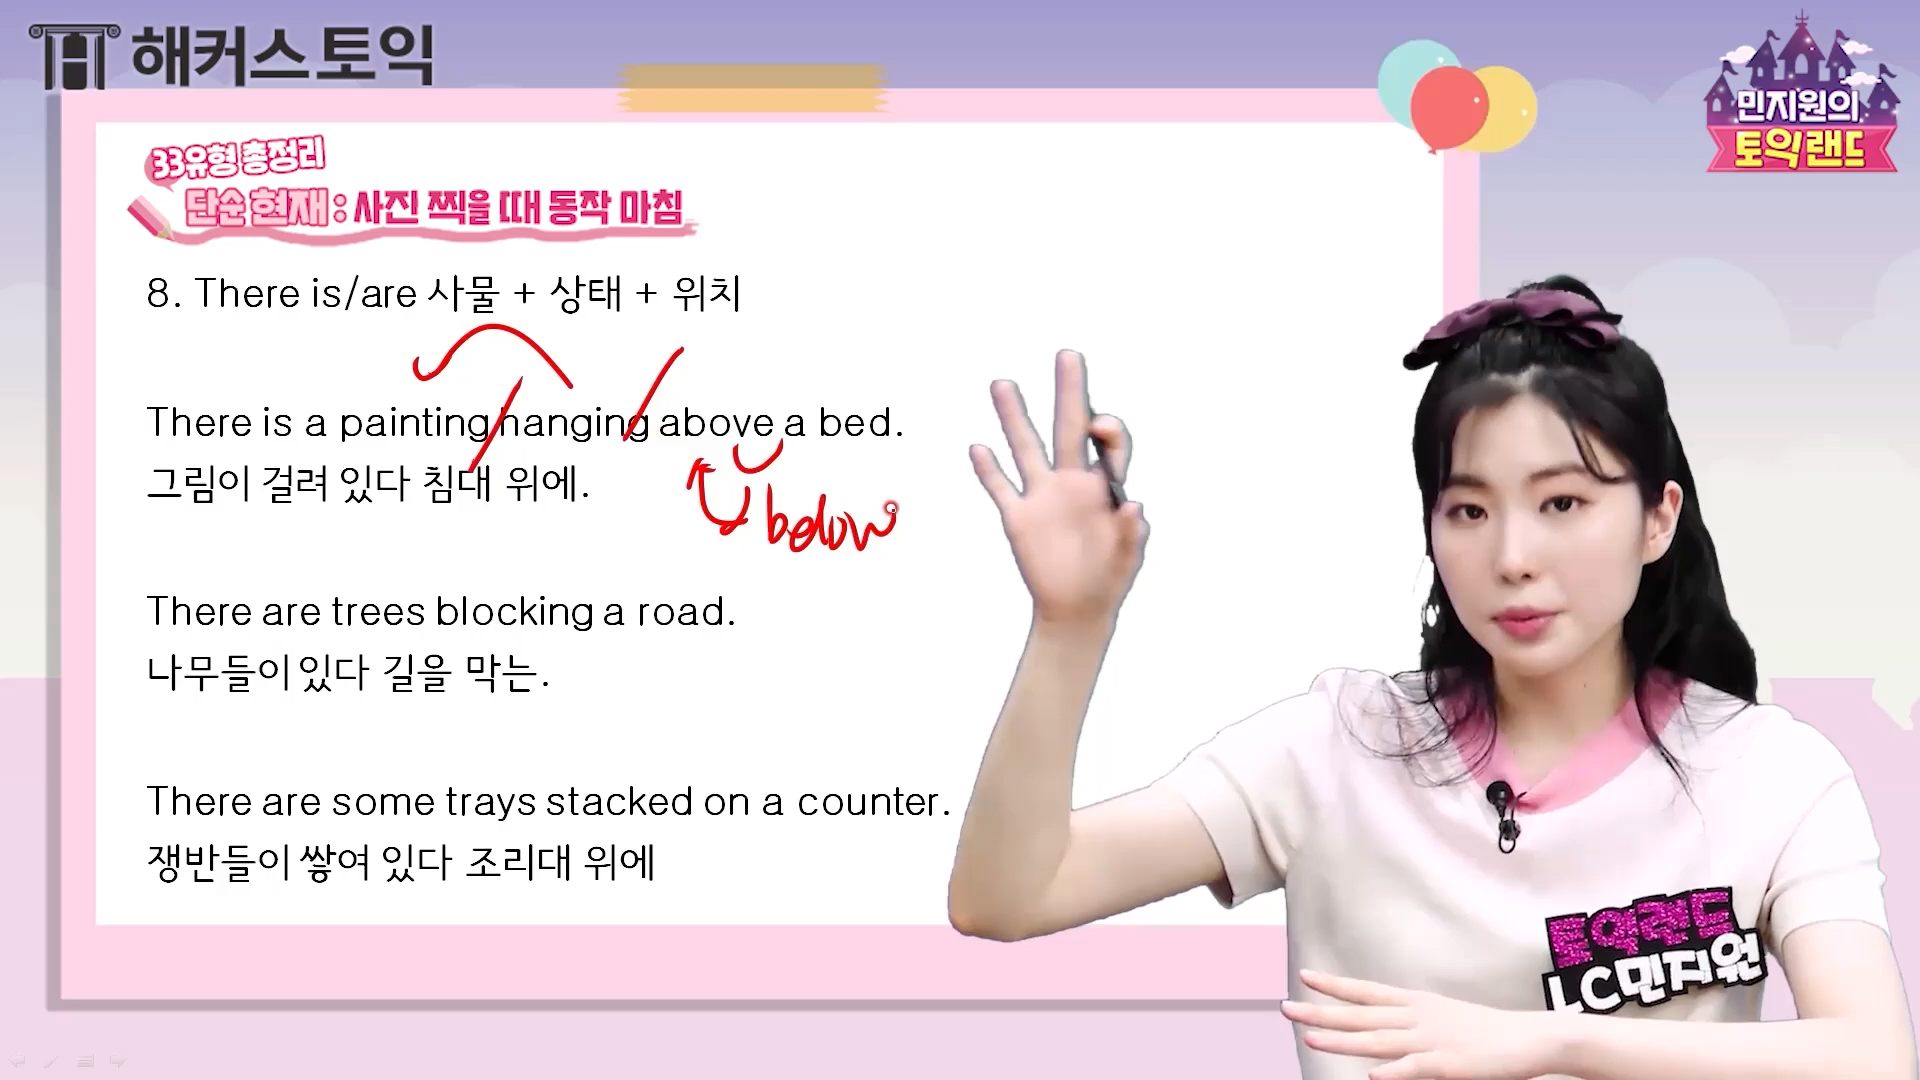 해커스 토익
민지원의
토익랜드
33유형 총정리
단순 현재 : 사진 찍을 때 동작 마침
8. There is/are 사물 + 상태 + 위치
There is a painting hanging above a bed.
그림이 걸려 있다 침대 위에.
below
There are trees blocking a road.
나무들이 있다 길을 막는.
There are some trays stacked on a counter.
쟁반들이 쌓여 있다 조리대 위에
토익랜드
LC민지원